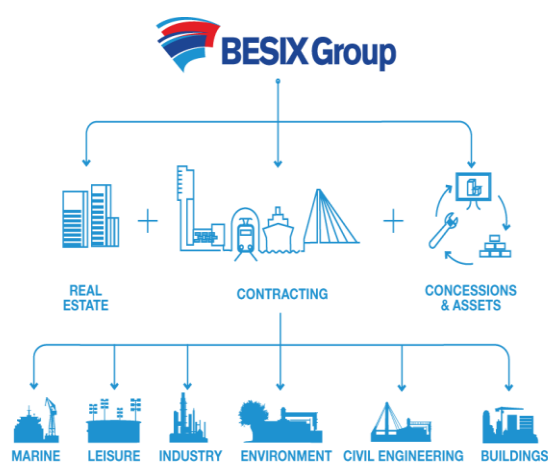 BESIX Group
REAL
ESTATE
CONTRACTING
CONCESSIONS
& ASSETS
MARINE
LEISURE
INDUSTRY
ENVIRONMENT
CIVIL ENGINEERING
BUILDINGS